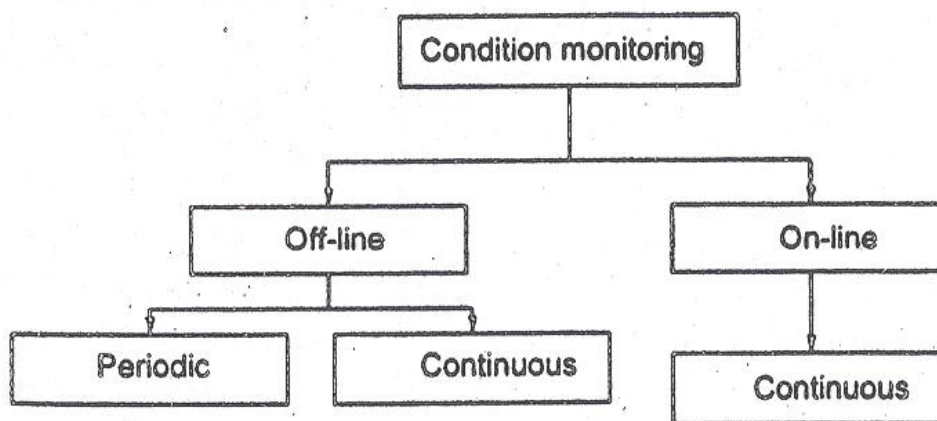 Condition monitoring
Off-line
On-line
Periodic
Continuous
Continuous